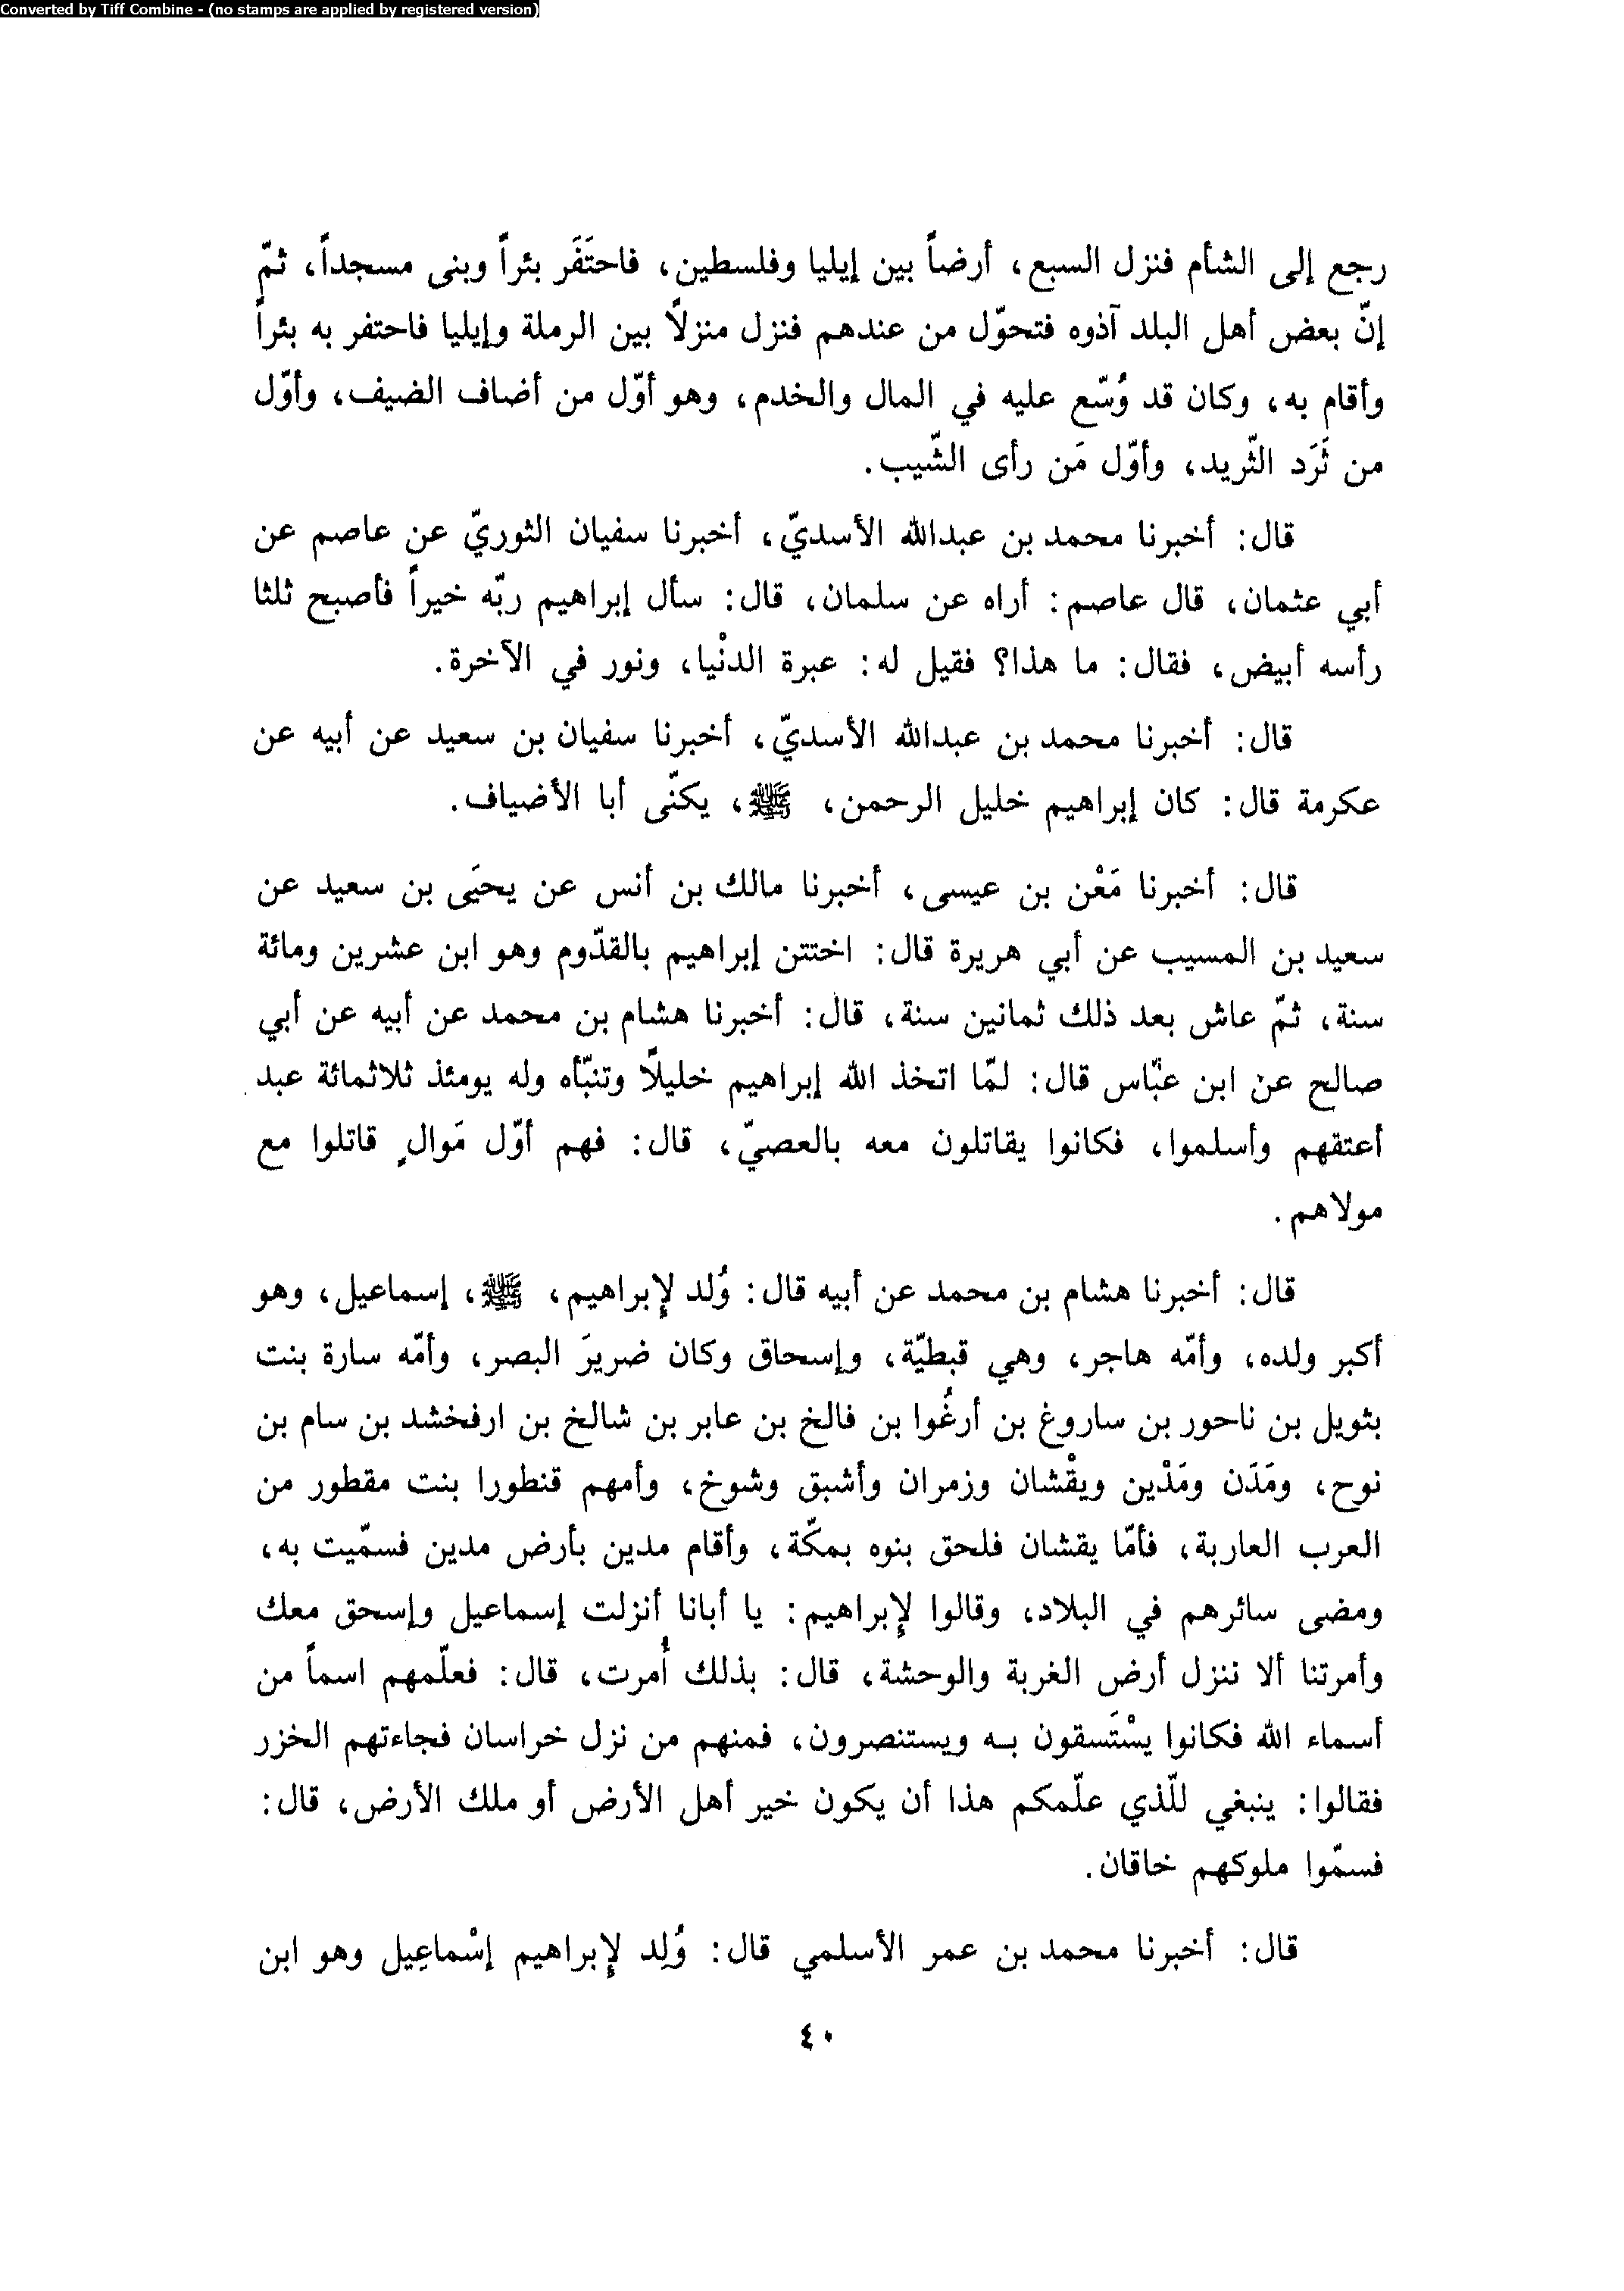 Converted by Tiff Combine - (no stamps are applied by registered version)
رجع إلى الشأم فنزل السبع، أرضاً بين إيليا وفلسطين، فاحتَفَر بئراً وبنى مسجداً، ثمّ
إنّ بعض أهل البلد آذوه فتحوّل من عندهم فنزل منزلاً بين الرملة وإيليا فاحتفر به بئراً
وأقام به، وكان قد وُسّع عليه في المال والخدم، وهو أوّل من أضاف الضيف، وأوّل
من ثَرَد الثّريد، وأوّل مَن رأى الشّيب.
قال: أخبرنا محمد بن عبدالله الأسديّ، أخبرنا سفيان الثوريّ عن عاصم عن
أبي عثمان، قال عاصم: أراه عن سلمان، قال: سأل إبراهيم ربّه خيراً فأصبح ثلثا
رأسه أبيض، فقال: ما هذا؟ فقيل له: عبرة الدنْيا، ونور في الآخرة.
قال: أخبرنا محمد بن عبدالله الأسديّ، أخبرنا سفيان بن سعيد عن أبيه عن
عكرمة قال: كان إبراهيم خليل الرحمن، ﷺ، يكنّى أبا الأضياف.
قال: أخبرنا مَعْن بن عيسى، أخبرنا مالك بن أنس عن يحيَى بن سعيد عن
سعيد بن المسيب عن أبي هريرة قال: اختتن إبراهيم بالقدّوم وهو ابن عشرين ومائة
سنة، ثمّ عاش بعد ذلك ثمانين سنة، قال: أخبرنا هشام بن محمد عن أبيه عن أبي
صالح عن ابن عبّاس قال: لمّا اتخذ الله إبراهيم خليلاً وتنبّأه وله يومئذ ثلاثمائة عبد
أعتقهم وأسلموا، فكانوا يقاتلون معه بالعصيّ، قال: فهم أوّل مَوالٍ قاتلوا مع
مولاهم.
قال: أخبرنا هشام بن محمد عن أبيه قال: وُلد لإبراهيم، ﷺ، إسماعيل، وهو
أكبر ولده، وأمّه هاجر، وهي قبطيّة، وإسحاق وكان ضريرَ البصر، وأمّه سارة بنت
بثويل بن ناحور بن ساروغ بن أرغُوا بن فالخ بن عابر بن شالخ بن ارفخشد بن سام بن
نوح، ومَدَن ومَدْين ويقْشان وزمران وأشبق وشوخ، وأمهم قنطورا بنت مقطور من
العرب العاربة، فأمّا يقشان فلحق بنوه بمكّة، وأقام مدين بأرض مدين فسمّيت به،
ومضى سائرهم في البلاد، وقالوا لإبراهيم: يا أبانا أنزلت إسماعيل وإسحق معك
وأمرتنا ألا ننزل أرض الغربة والوحشة، قال: بذلك أُمرت، قال: فعلّمهم اسماً من
أسماء الله فكانوا يسْتَسقون بـه ويستنصرون، فمنهم من نزل خراسان فجاءتهم الخزر
فقالوا: ينبغي للّذي علّمكم هذا أن يكون خير أهل الأرض أو ملك الأرض، قال:
فسمّوا ملوكهم خاقان.
قال: أخبرنا محمد بن عمر الأسلمي قال: وُلِد لإبراهيم إسْماعِيل وهو ابن
٤٠